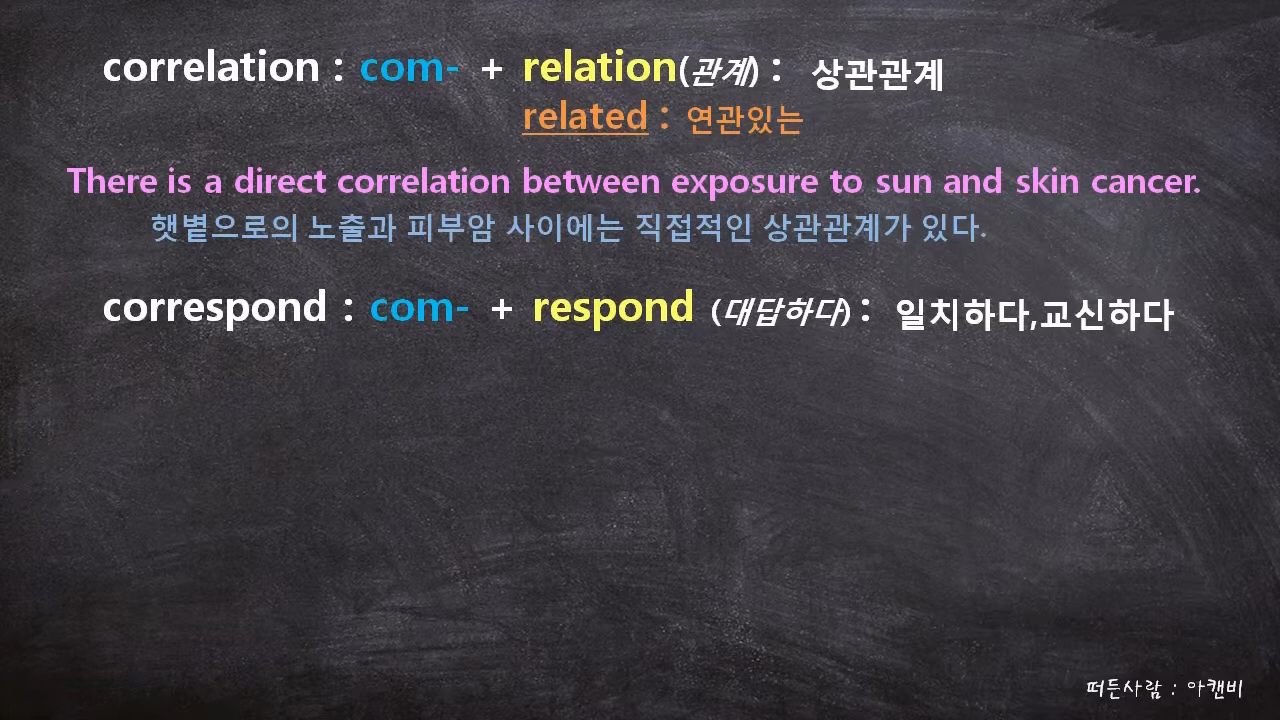 correlation : com- + relation(관계) : 상관관계
related : 연관있는
There is a direct correlation between exposure to sun and skin cancer.
햇볕으로의 노출과 피부암 사이에는 직접적인 상관관계가 있다.
correspond : com- + respond (대답하다) : 일치하다,교신하다
떠든사람 : 아캔비